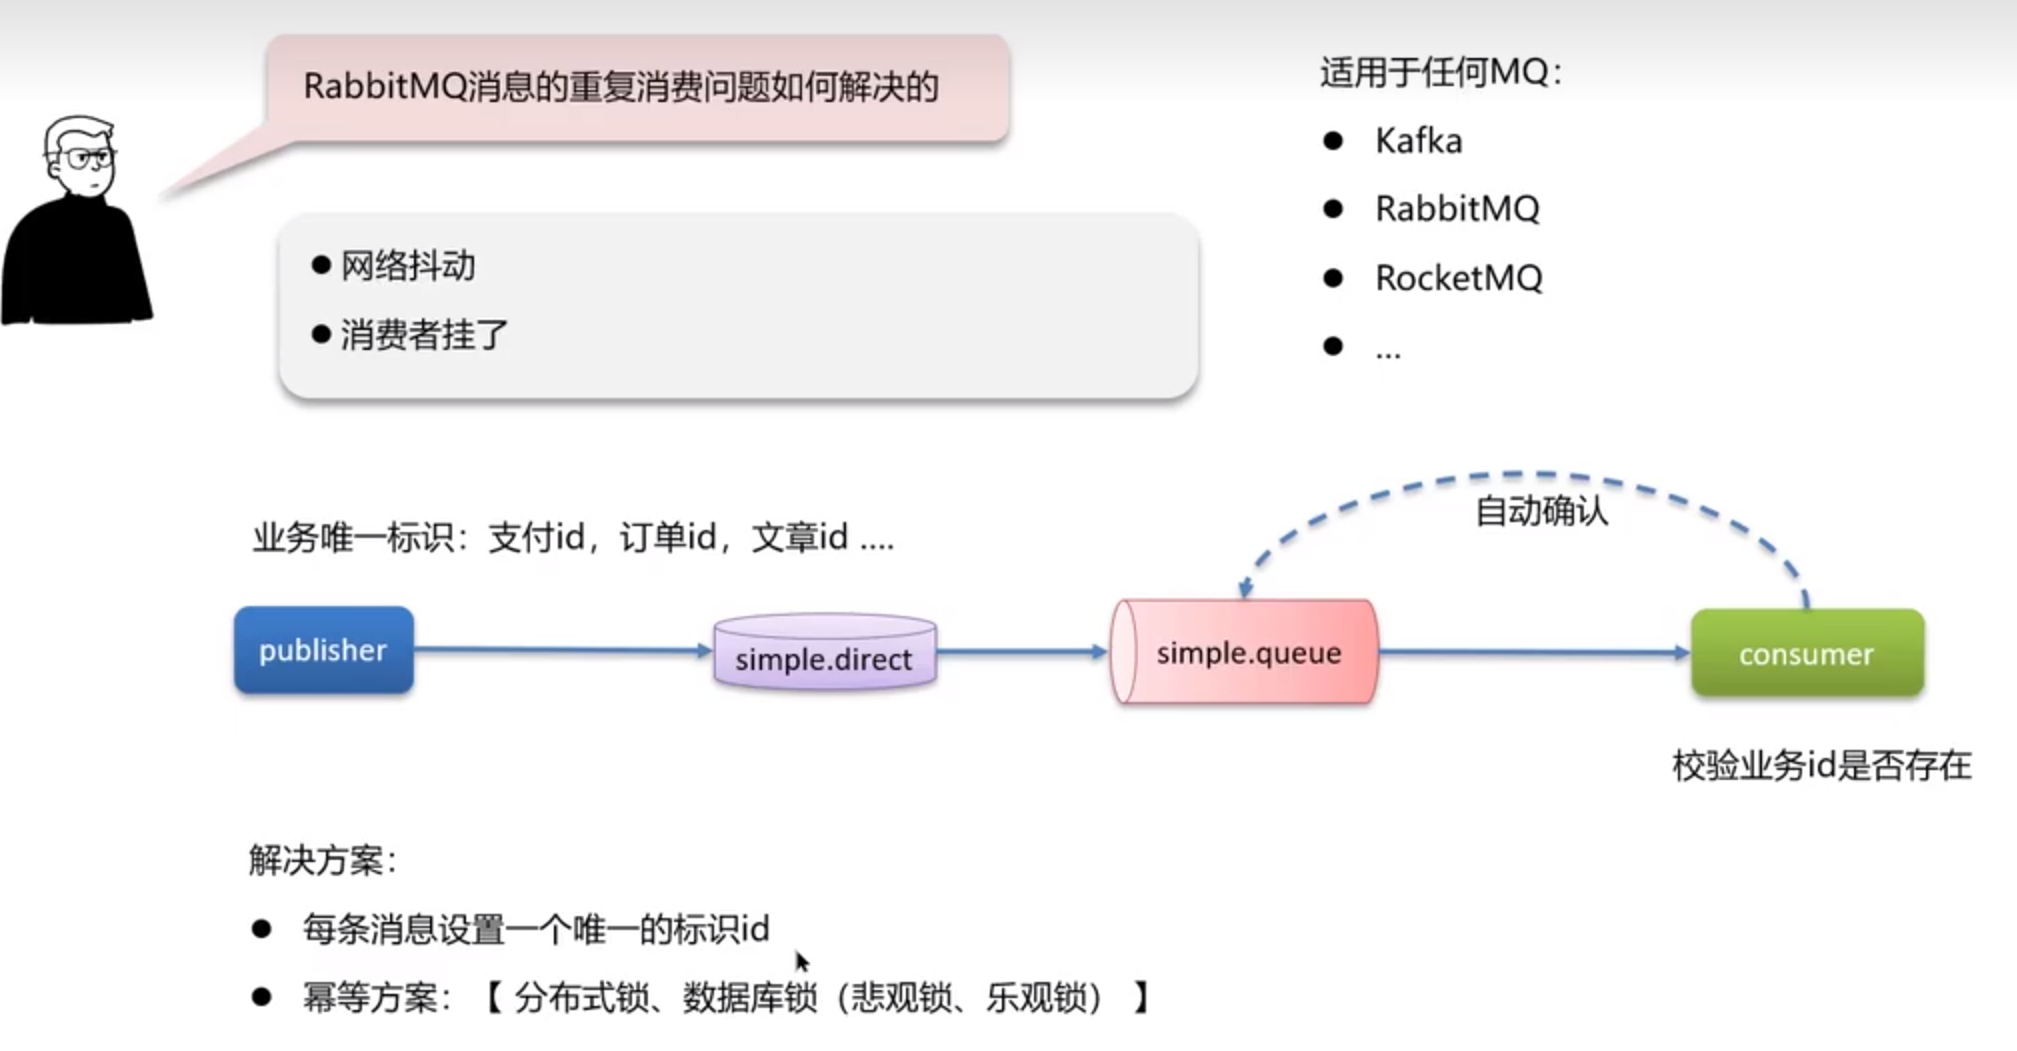 RabbitMQ消息的重复消费问题如何解决的
网络抖动
消费者挂了
适用于任何MQ：
Kafka
RabbitMQ
RocketMQ
...
业务唯一标识：支付id，订单id，文章id ....
自动确认
publisher
simple.direct
simple.queue
consumer
校验业务id是否存在
解决方案：
每条消息设置一个唯一的标识id
幂等方案：【 分布式锁、数据库锁（悲观锁、乐观锁） 】